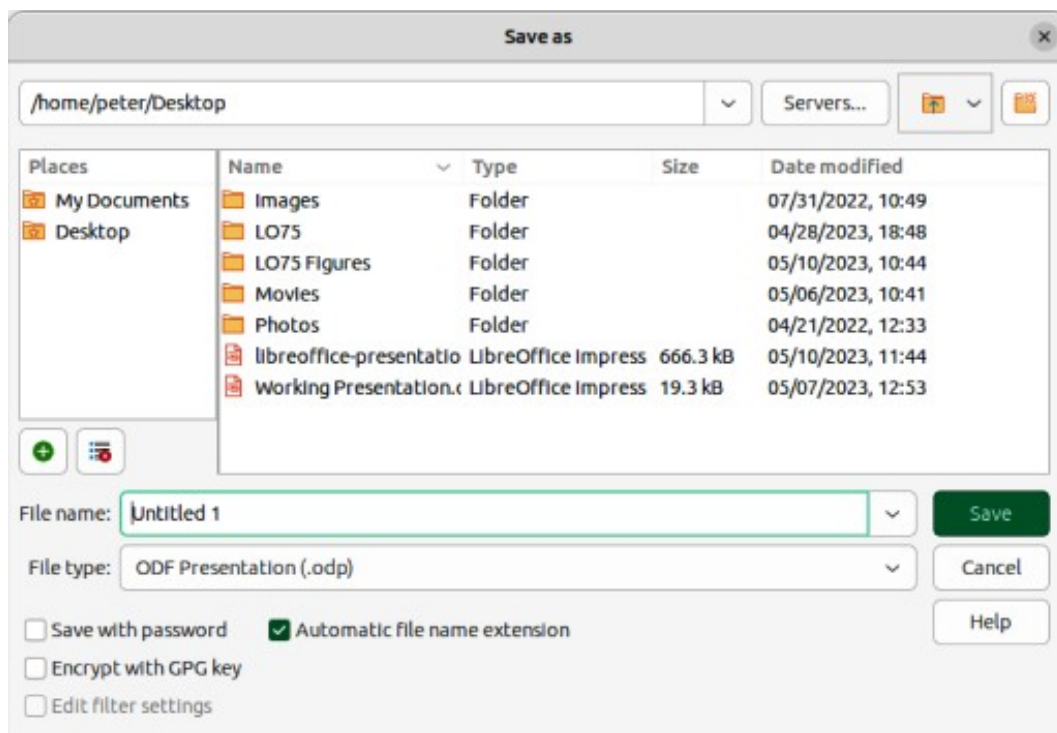 Save as
/home/peter/Desktop
Servers...
Places
Name Type Size Date modified
My Documents
Desktop
Images Folder 07/31/2022, 10:49
LO75 Folder 04/28/2023, 18:48
LO75 Figures Folder 05/10/2023, 10:44
Movies Folder 05/06/2023, 10:41
Photos Folder 04/21/2022, 12:33
libreoffice-presentatio LibreOffice Impress 666.3 kB 05/10/2023, 11:44
Working Presentation. LibreOffice Impress 19.3 kB 05/07/2023, 12:53
File name: Untitled 1 Save
File type: ODF Presentation (.odp) Cancel
Help
Save with password Automatic file name extension
Encrypt with GPG key
Edit filter settings